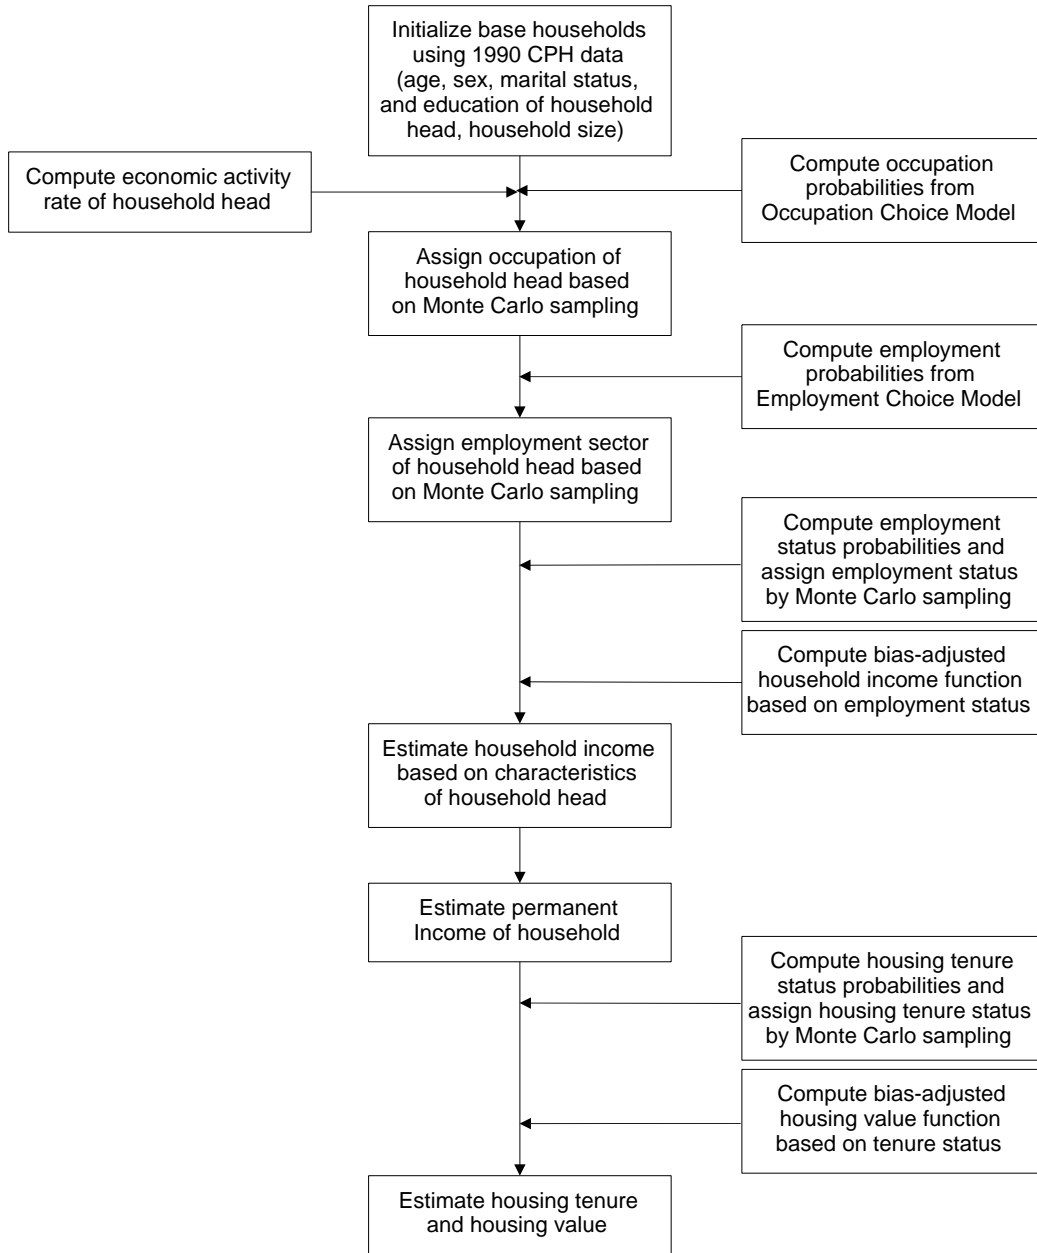 Initialize base households
using 1990 CPH data
(age, sex, marital status,
and education of household
head, household size)
Compute economic activity
rate of household head
Compute occupation
probabilities from
Occupation Choice Model
Assign occupation of
household head based
on Monte Carlo sampling
Compute employment
probabilities from
Employment Choice Model
Assign employment sector
of household head based
on Monte Carlo sampling
Compute employment
status probabilities and
assign employment status
by Monte Carlo sampling
Compute bias-adjusted
household income function
based on employment status
Estimate household income
based on characteristics
of household head
Estimate permanent
Income of household
Compute housing tenure
status probabilities and
assign housing tenure status
by Monte Carlo sampling
Compute bias-adjusted
housing value function
based on tenure status
Estimate housing tenure
and housing value